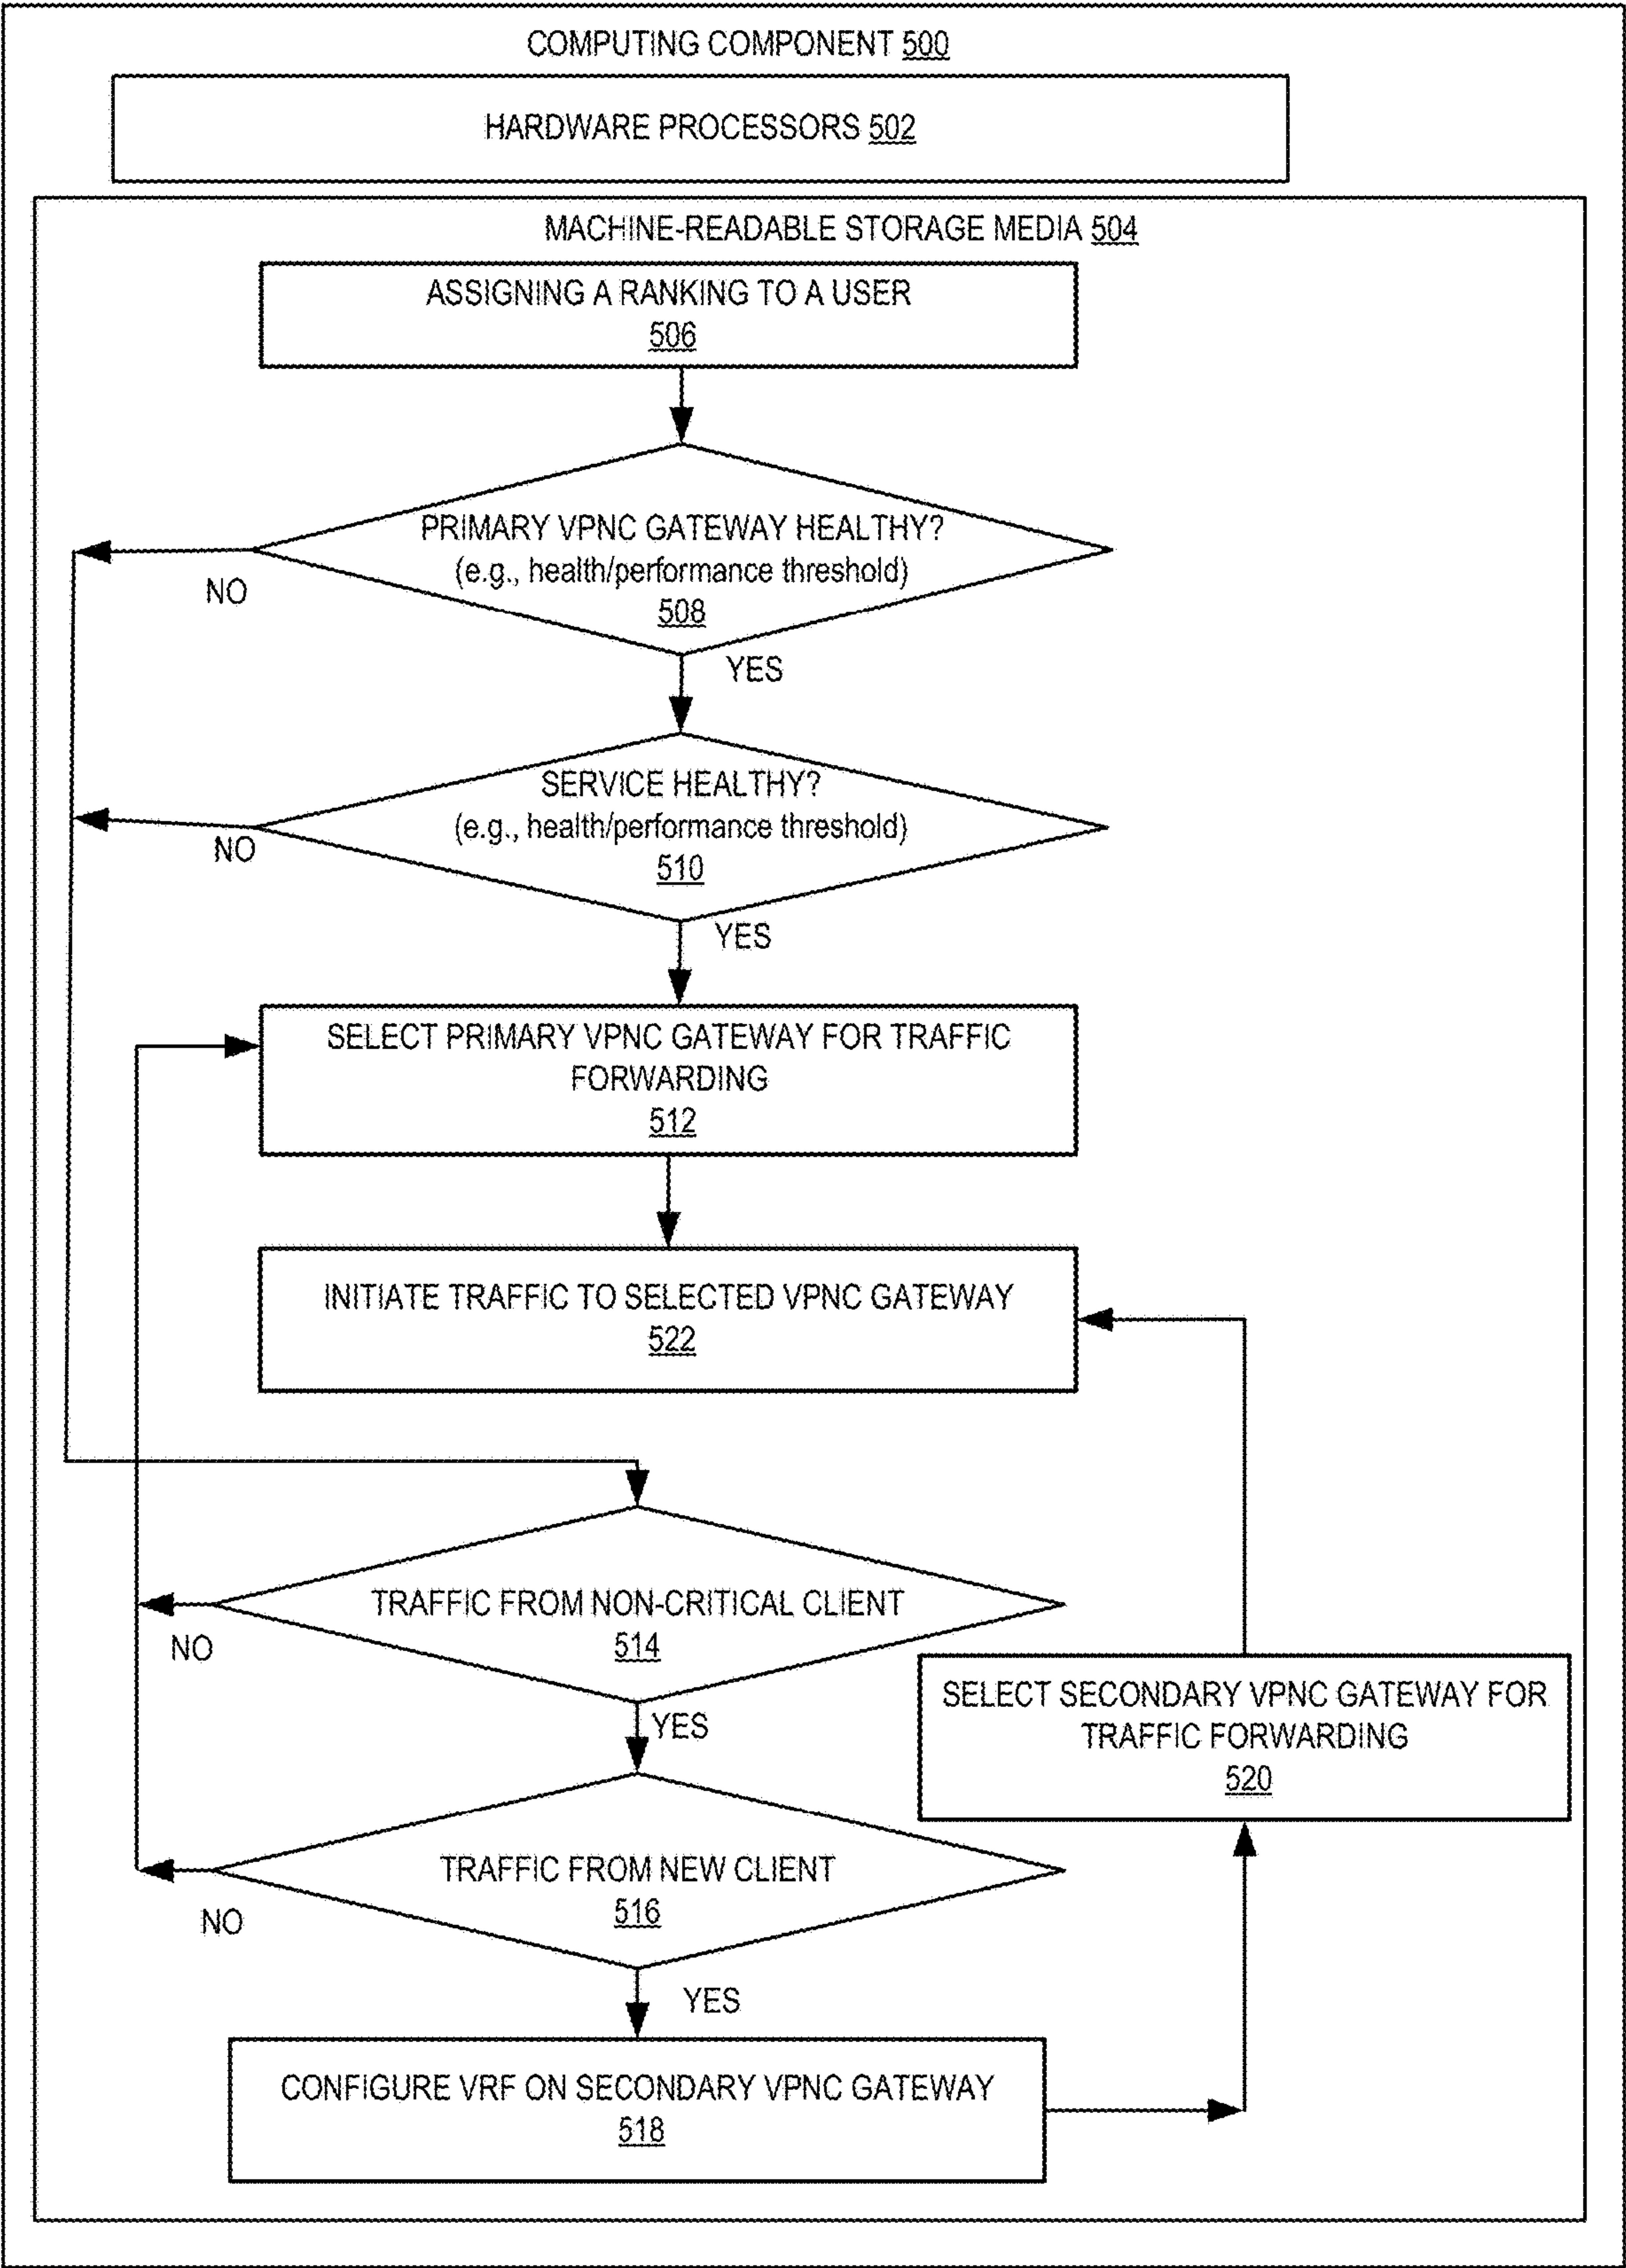 COMPUTING COMPONENT 500
HARDWARE PROCESSORS 502
MACHINE-READABLE STORAGE MEDIA 504
ASSIGNING A RANKING TO A USER
506
PRIMARY VPNC GATEWAY HEALTHY?
(e.g., health/performance threshold)
508
NO
YES
SERVICE HEALTHY?
(e.g., health/performance threshold)
510
NO
YES
SELECT PRIMARY VPNC GATEWAY FOR TRAFFIC
FORWARDING
512
INITIATE TRAFFIC TO SELECTED VPNC GATEWAY
522
TRAFFIC FROM NON-CRITICAL CLIENT
514
NO
YES
SELECT SECONDARY VPNC GATEWAY FOR
TRAFFIC FORWARDING
520
TRAFFIC FROM NEW CLIENT
516
NO
YES
CONFIGURE VRF ON SECONDARY VPNC GATEWAY
518